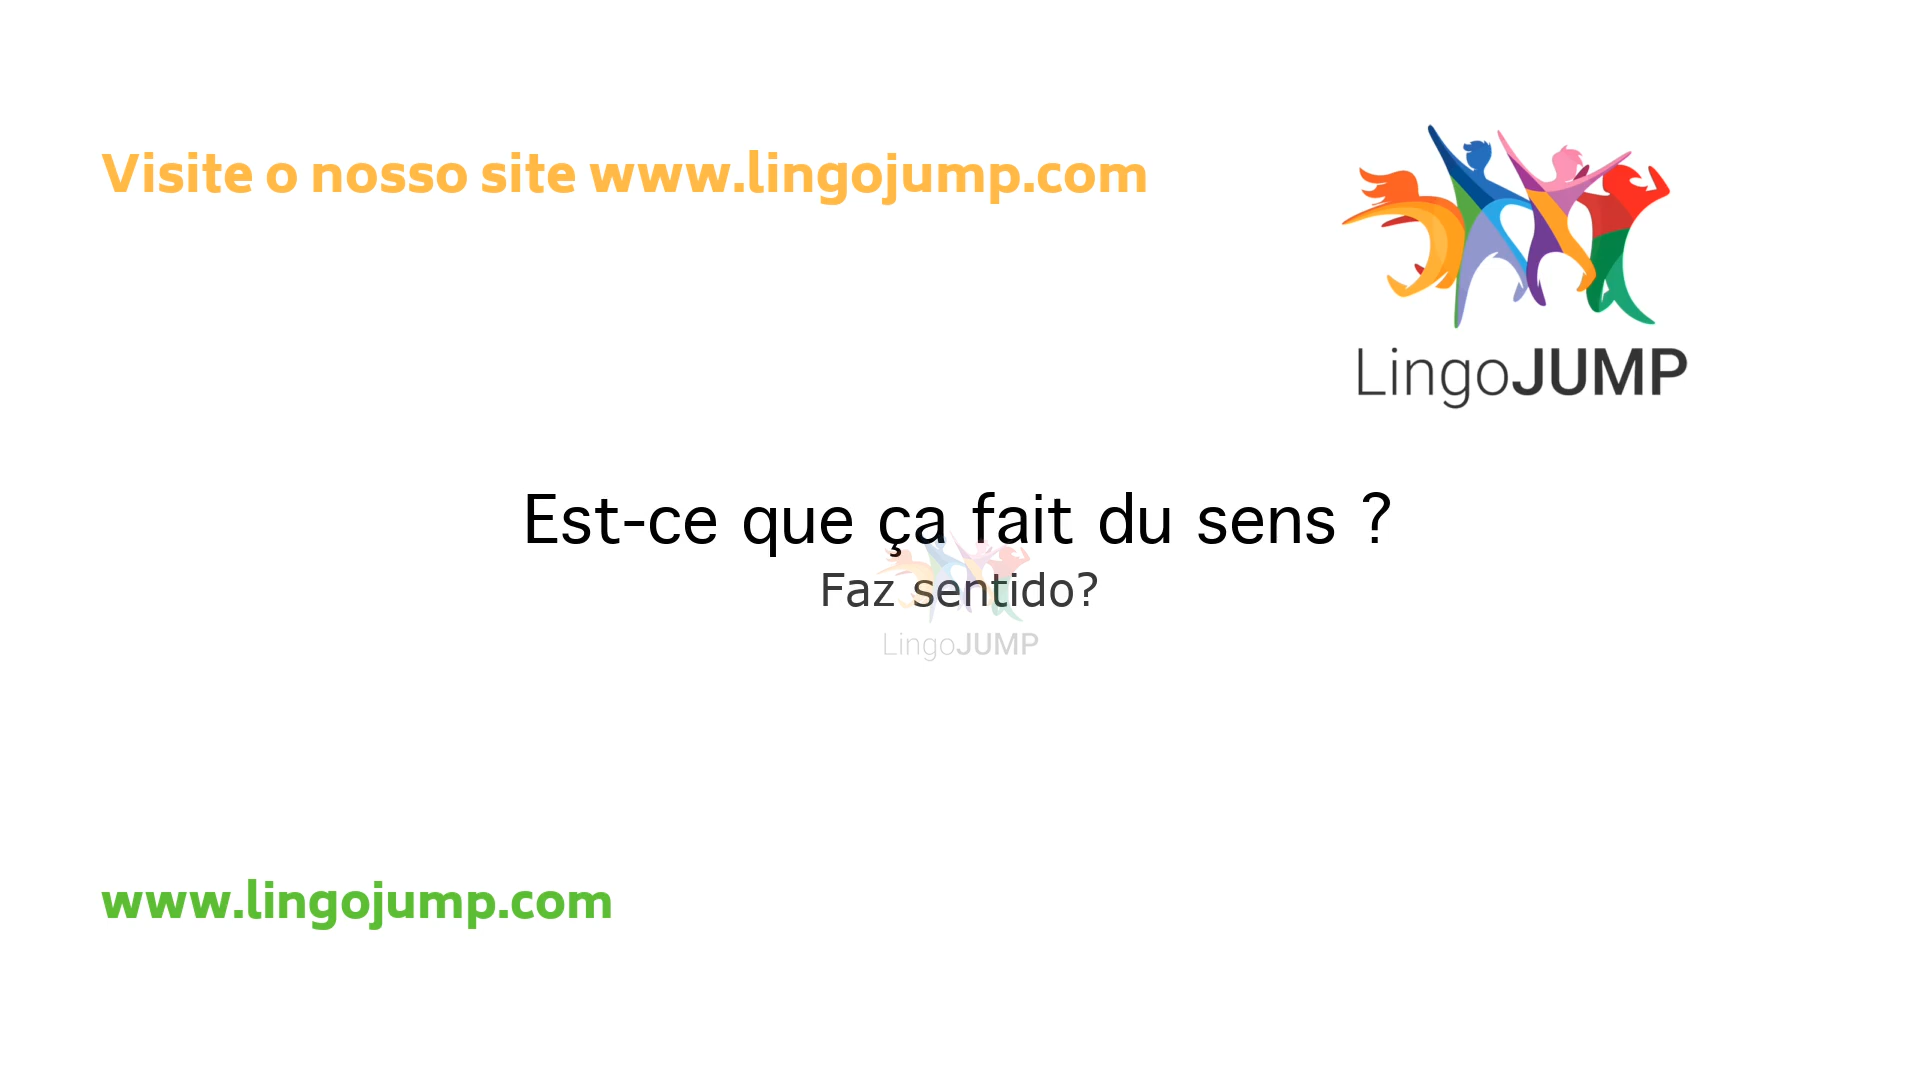 Visite o nosso site www.lingojump.com
LingoJUMP
Est-ce que ça fait du sens ?
Faz sentido?
LingoJUMP
www.lingojump.com